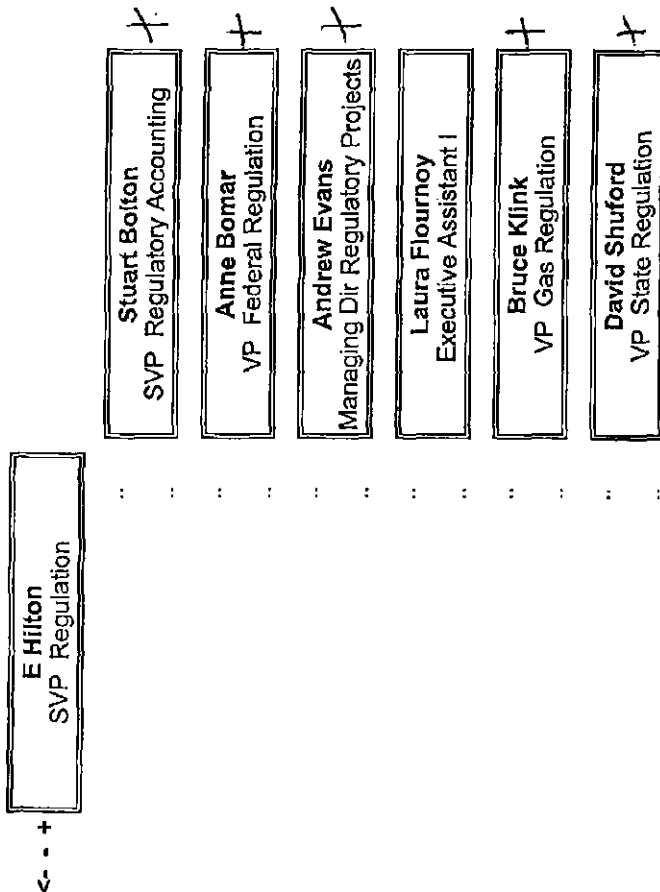 <- - +
E Hilton
SVP Regulation
Stuart Bolton
SVP Regulatory Accounting
+
Anne Bomar
VP Federal Regulation
+
Andrew Evans
Managing Dir Regulatory Projects
+
Laura Flournoy
Executive Assistant I
Bruce Klink
VP Gas Regulation
+
David Shuford
VP State Regulation
+